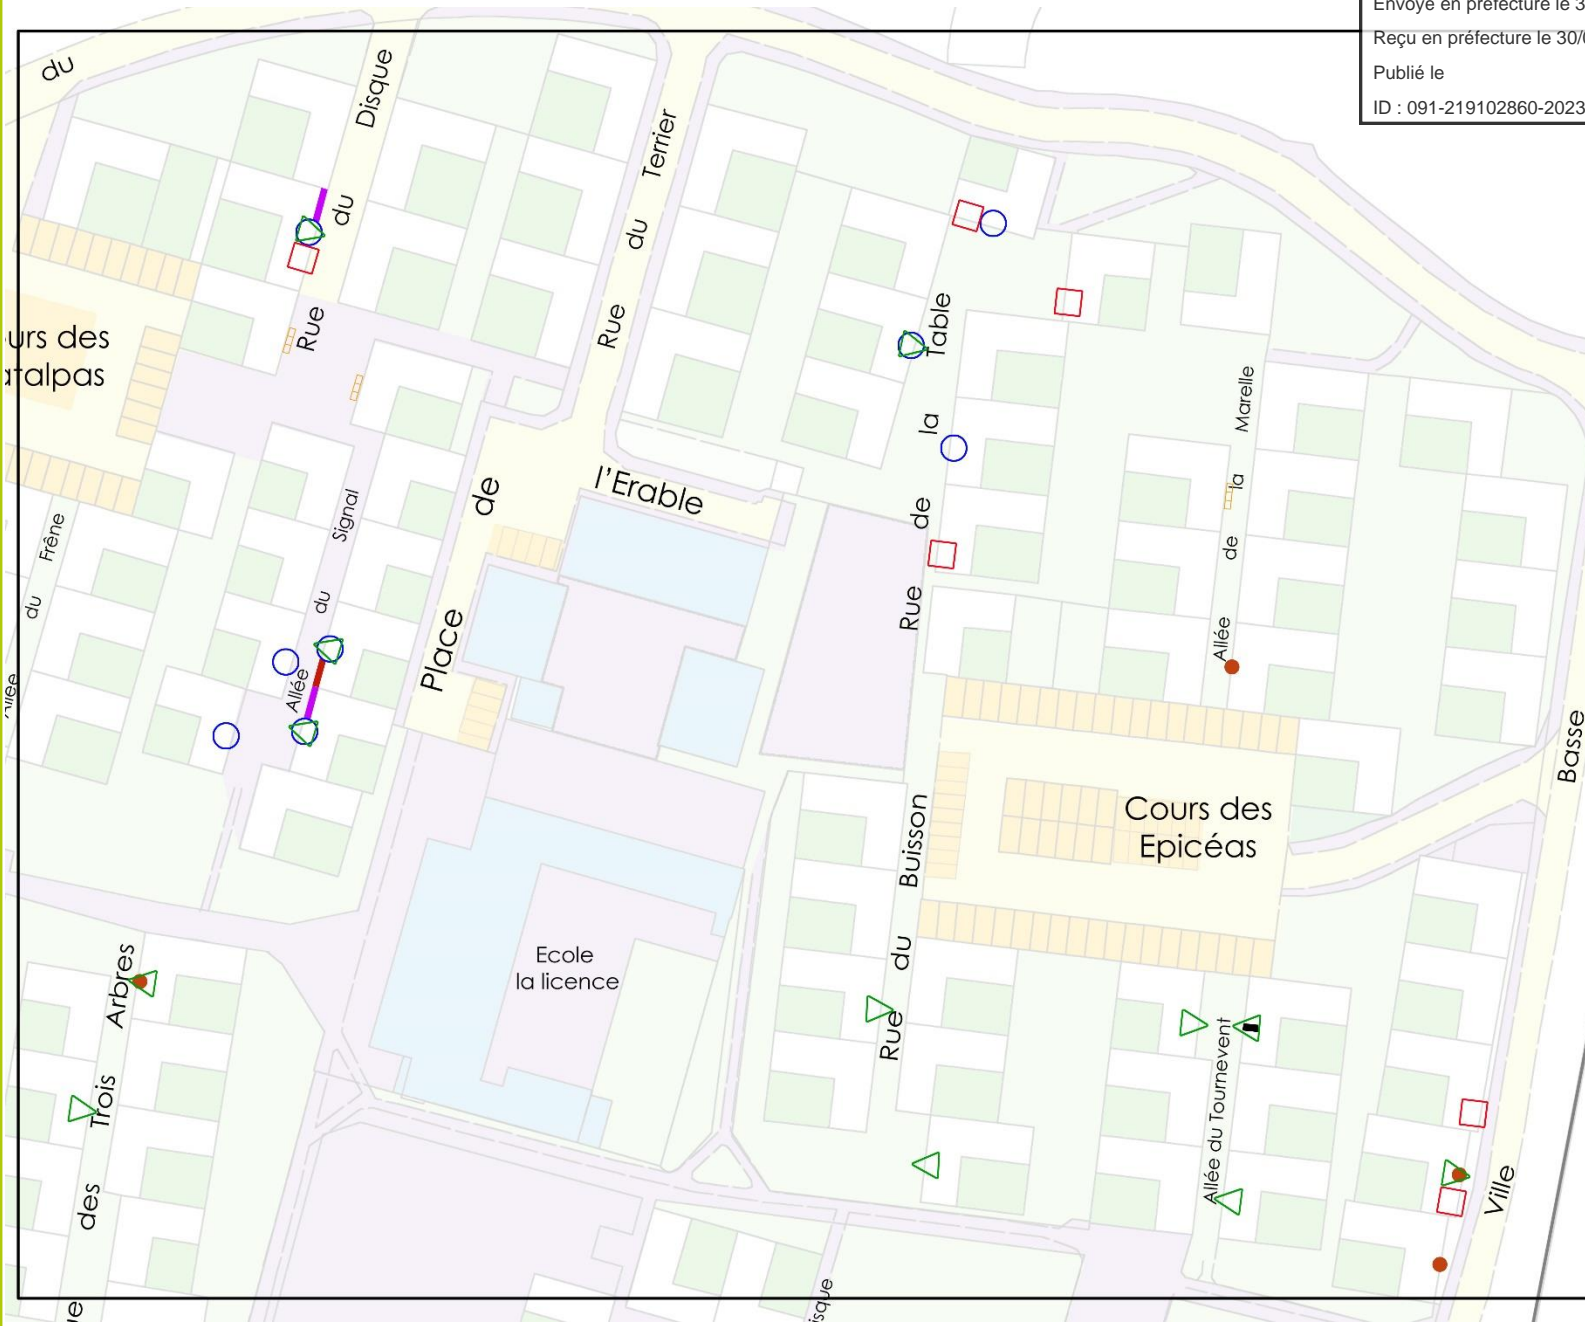 Envoyé en préfecture le 3
Reçu en préfecture le 30/0
Publié le
ID : 091-219102860-2023
du
Rue du Disque
Rue du Terrier
urs des
atalpas
Rue de la Table
Allée de la Marelle
Place de l'Erable
Allée du Frêne
Allée du Signal
Basse
Cours des
Epicéas
Rue du Buisson
Ecole
la licence
des Trois Arbres
Allée du Tournevent
Ville
isque
ue